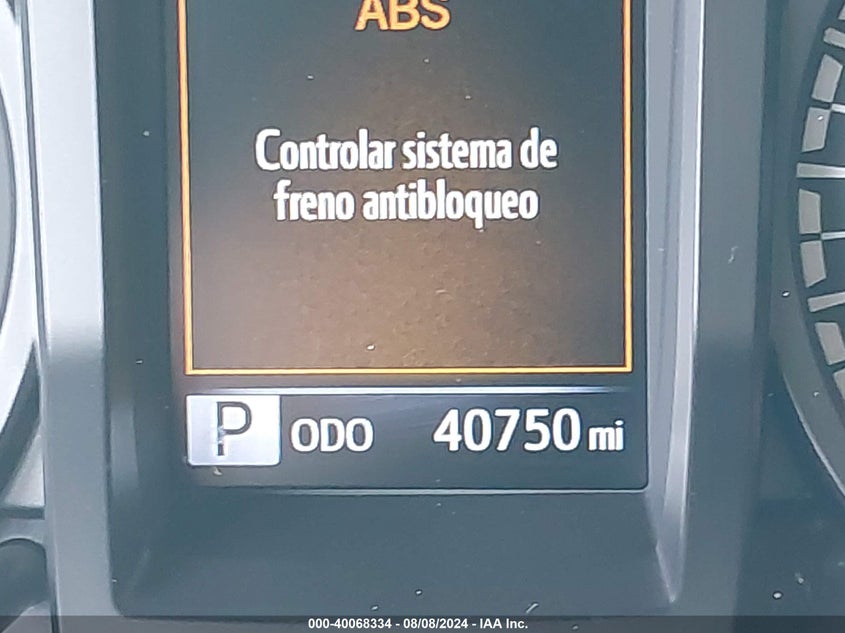 ABS
Controlar sistema de
freno antibloqueo
P ODO 40750 mi
000-40068334 - 08/08/2024 - IAA Inc.